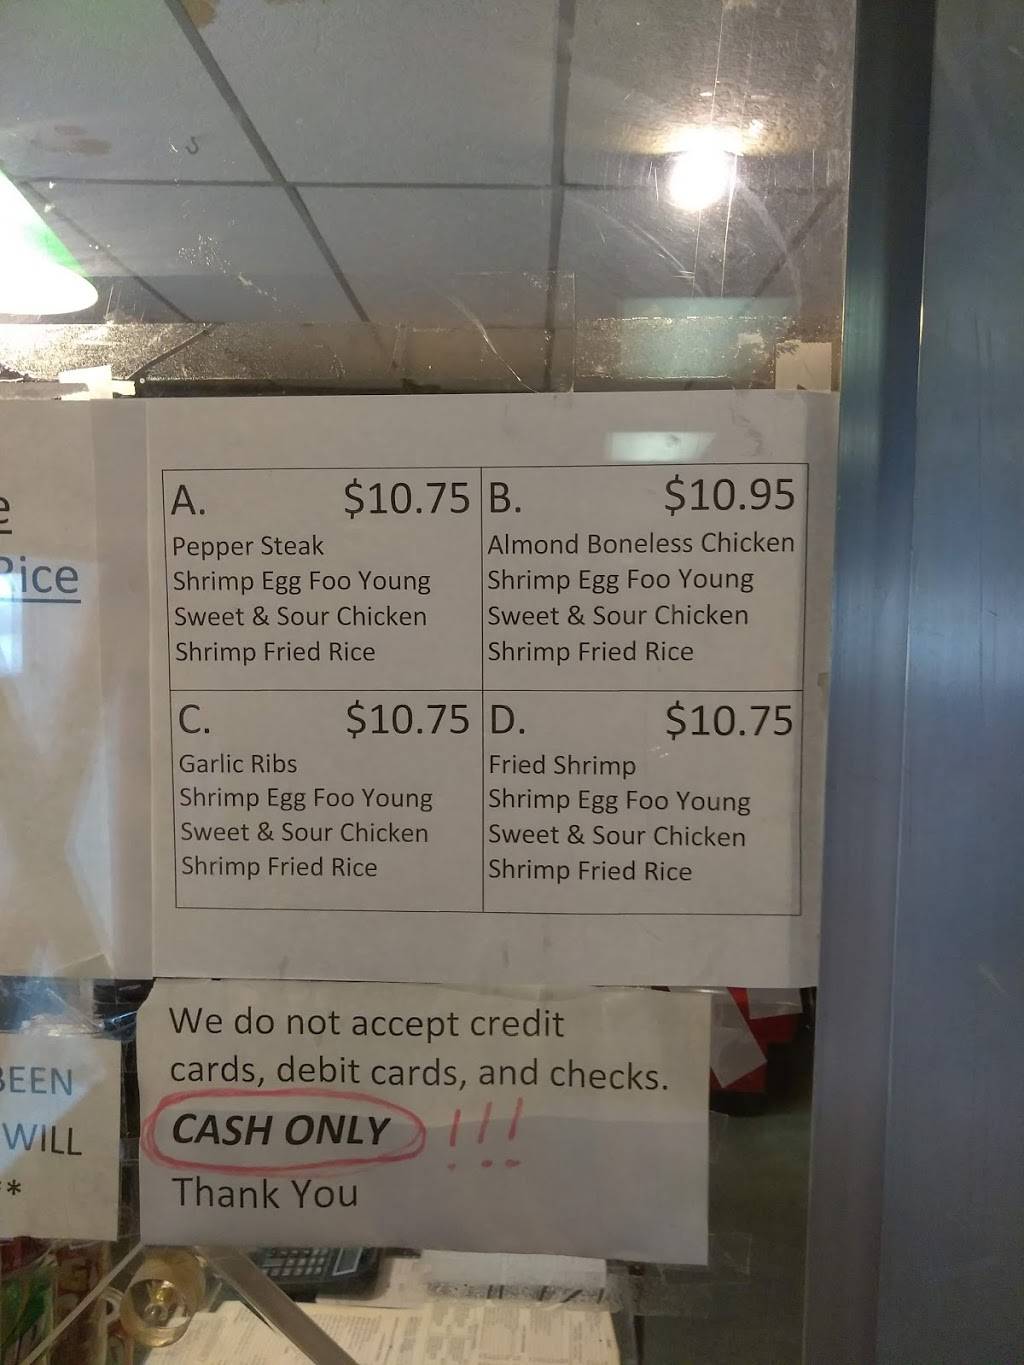 Rice
A. $10.75
Pepper Steak
Shrimp Egg Foo Young
Sweet & Sour Chicken
Shrimp Fried Rice
B. $10.95
Almond Boneless Chicken
Shrimp Egg Foo Young
Sweet & Sour Chicken
Shrimp Fried Rice
C. $10.75
Garlic Ribs
Shrimp Egg Foo Young
Sweet & Sour Chicken
Shrimp Fried Rice
D. $10.75
Fried Shrimp
Shrimp Egg Foo Young
Sweet & Sour Chicken
Shrimp Fried Rice
BEEN
WILL
**
We do not accept credit
cards, debit cards, and checks.
CASH ONLY !!!
Thank You